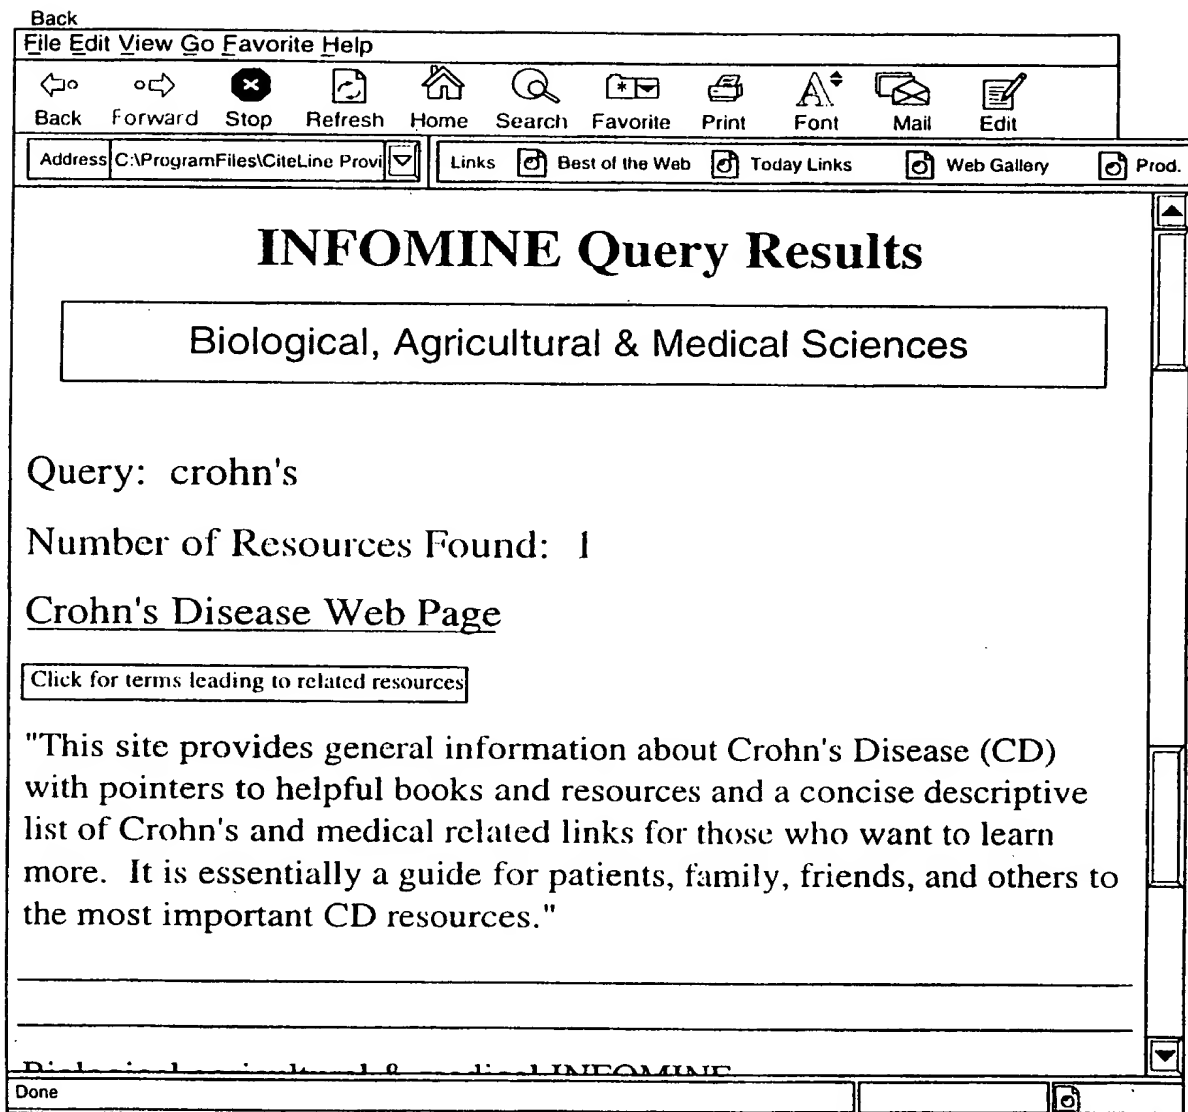 Back
File Edit View Go Favorite Help
Back Forward Stop Refresh Home Search Favorite Print Font Mail Edit
Address C:\ProgramFiles\CiteLine Provi Links Best of the Web Today Links Web Gallery Prod.
INFOMINE Query Results
Biological, Agricultural & Medical Sciences
Query: crohn's
Number of Resources Found: 1
Crohn's Disease Web Page
Click for terms leading to related resources
"This site provides general information about Crohn's Disease (CD)
with pointers to helpful books and resources and a concise descriptive
list of Crohn's and medical related links for those who want to learn
more. It is essentially a guide for patients, family, friends, and others to
the most important CD resources."
Biological agricultural & medical INFOMINE
Done